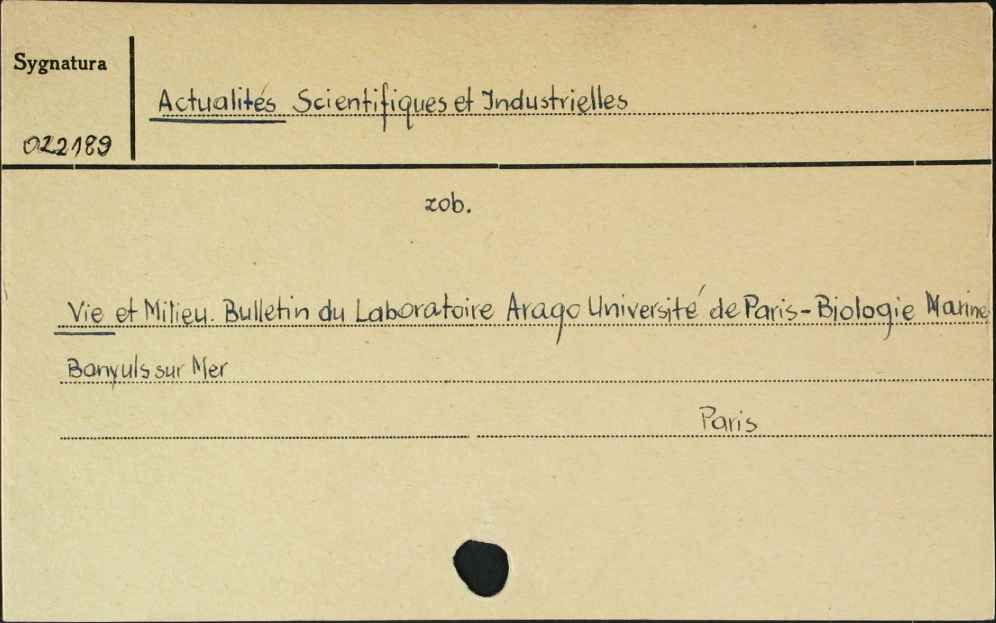 Sygnatura
Actualités Scientifiques et Industrielles
022189
zob.
Vie et Milieu. Bulletin du Laboratoire Arago Université de Paris-Biologie Marine
Banyuls sur Mer
Paris